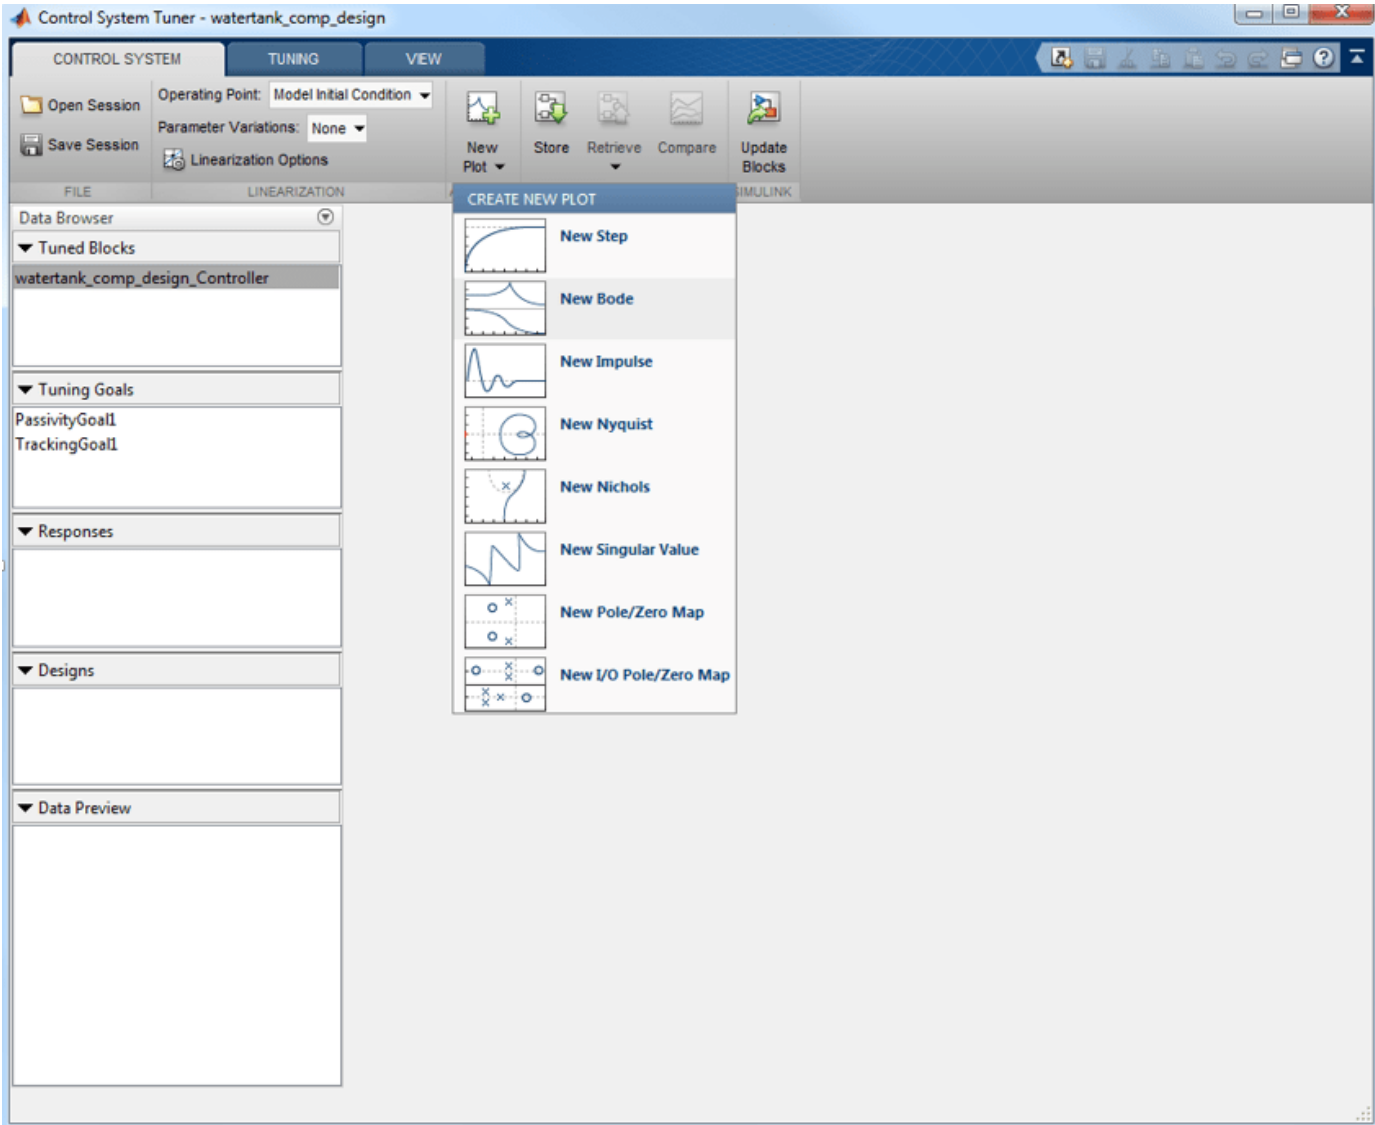 Control System Tuner - watertank_comp_design
CONTROL SYSTEM
TUNING
VIEW
Open Session
Save Session
FILE
Operating Point: Model Initial Condition
Parameter Variations: None
Linearization Options
LINEARIZATION
New
Plot
Store
Retrieve
Compare
Update
Blocks
SIMULINK
CREATE NEW PLOT
New Step
New Bode
New Impulse
New Nyquist
New Nichols
New Singular Value
New Pole/Zero Map
New I/O Pole/Zero Map
Data Browser
Tuned Blocks
watertank_comp_design_Controller
Tuning Goals
PassivityGoal1
TrackingGoal1
Responses
Designs
Data Preview